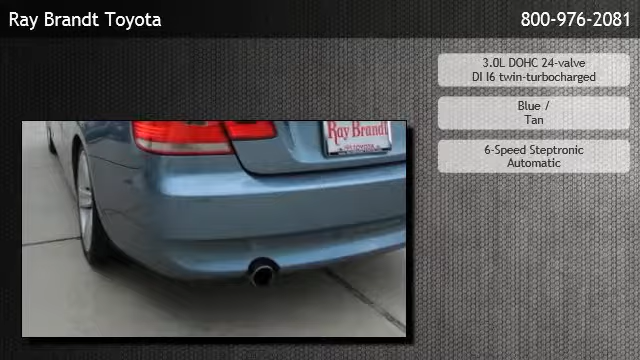 Ray Brandt Toyota
800-976-2081
3.0L DOHC 24-valve
DI I6 twin-turbocharged
Blue /
Tan
6-Speed Steptronic
Automatic
Ray Brandt